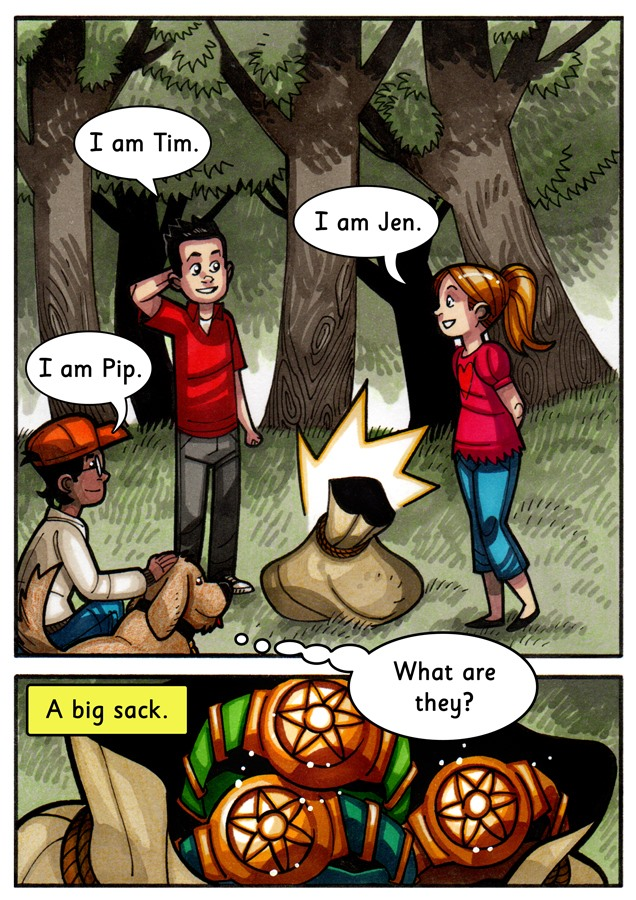 I am Tim.
I am Jen.
I am Pip.
What are
they?
A big sack.